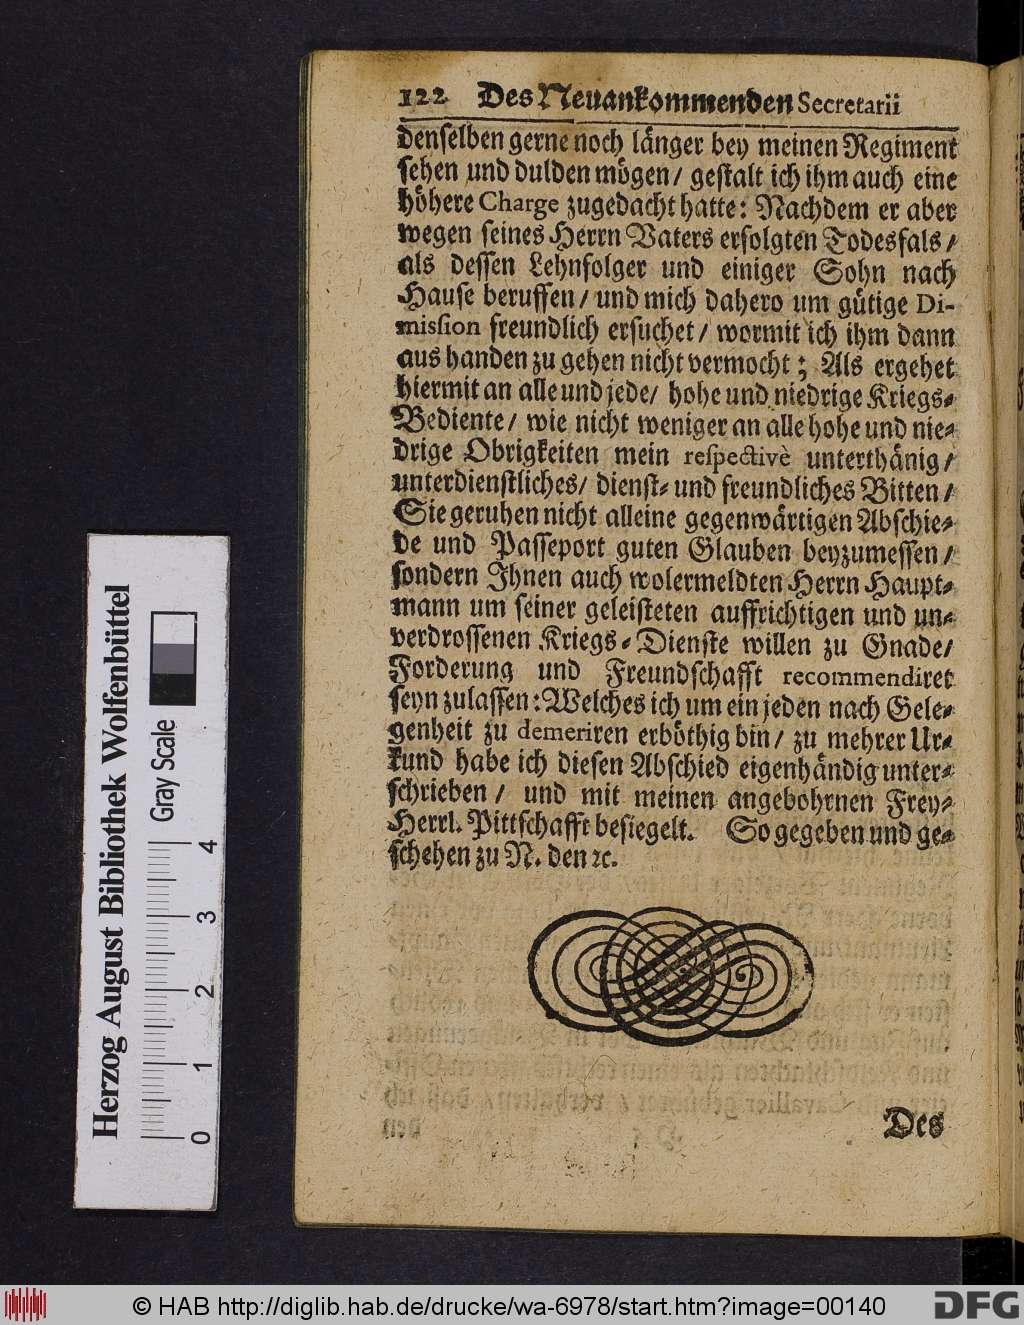 122 Des Neuankommenden Secretarii
denselben gerne noch länger bey meinen Regiment
sehen und dulden mögen/ gestalt ich ihm auch eine
höhere Charge zugedacht hatte: Nachdem er aber
wegen seines Herrn Vaters erfolgten Todesfals/
als dessen Lehnfolger und einiger Sohn nach
Hause beruffen/ und mich dahero um gütige Di-
mission freundlich ersuchet/ wormit ich ihm dann
aus handen zu gehen nicht vermocht; Als ergehet
hiermit an alle und jede/ hohe und niedrige Kriegs-
Bediente/ wie nicht weniger an alle hohe und nie-
drige Obrigkeiten mein respectivè unterthänig/
unterdienstliches/ dienst- und freundliches Bitten/
Sie geruhen nicht alleine gegenwärtigen Abschie-
de und Passeport guten Glauben beyzumessen/
sondern Ihnen auch wolermeldten Herrn Haupt-
mann um seiner geleisteten auffrichtigen und un-
verdrossenen Kriegs-Dienste willen zu Gnade/
Forderung und Freundschafft recommendiret
seyn zulassen: Welches ich um ein jeden nach Gele-
genheit zu demeriren erböthig bin/ zu mehrer Ur-
kund habe ich diesen Abschied eigenhändig unter-
schrieben/ und mit meinen angebohrnen Frey-
Herrl. Pittschafft besiegelt. So gegeben und ge-
schehen zu N. den ꝛc.
Des
Herzog August Bibliothek Wolfenbüttel
Gray Scale
0 1 2 3 4
© HAB http://diglib.hab.de/drucke/wa-6978/start.htm?image=00140
DFG